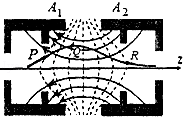 A₁ A₂
P Q R z